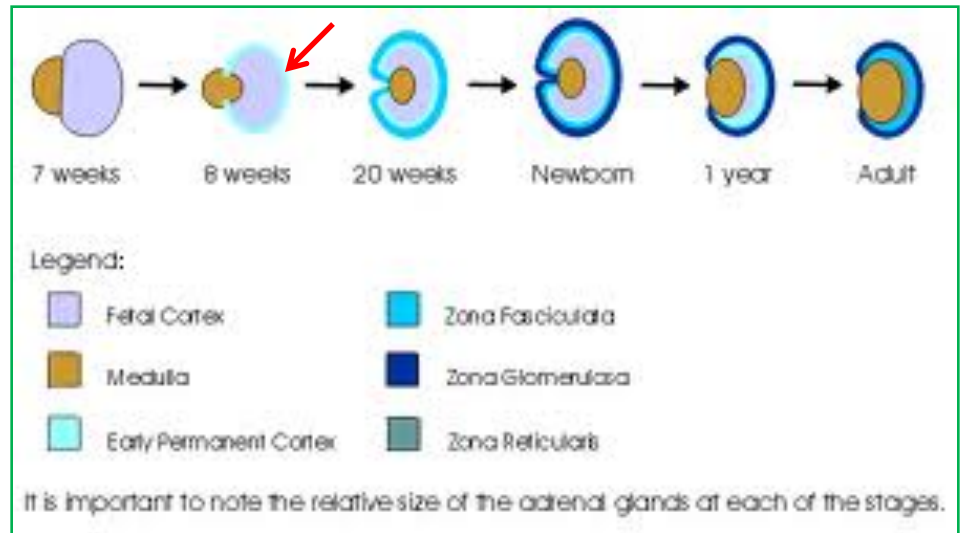 7 weeks 8 weeks 20 weeks Newborn 1 year Adult
Legend:
Fetal Cortex Zona Fasciculata
Medulla Zona Glomerulosa
Early Permanent Cortex Zona Reticularis
It is important to note the relative size of the adrenal glands at each of the stages.